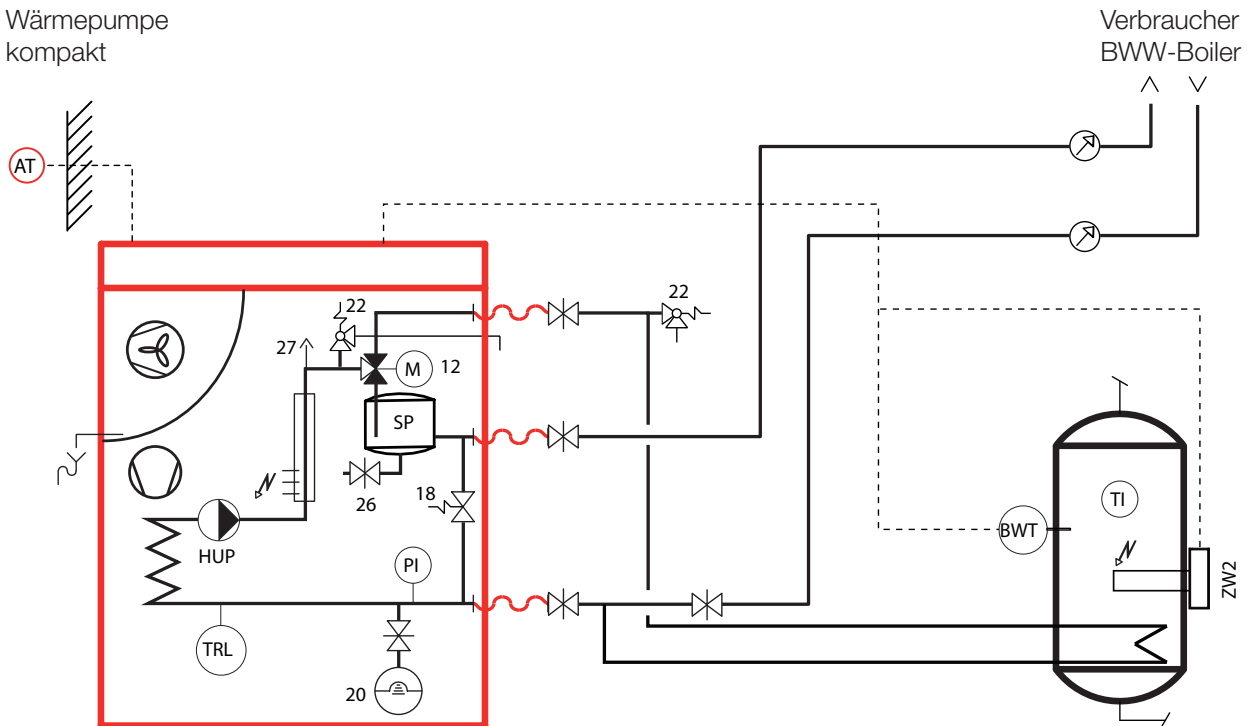 Wärmepumpe
kompakt
Verbraucher
BWW-Boiler
AT
22
22
27
M
12
SP
26
18
TI
BWT
HUP
PI
ZW2
TRL
20